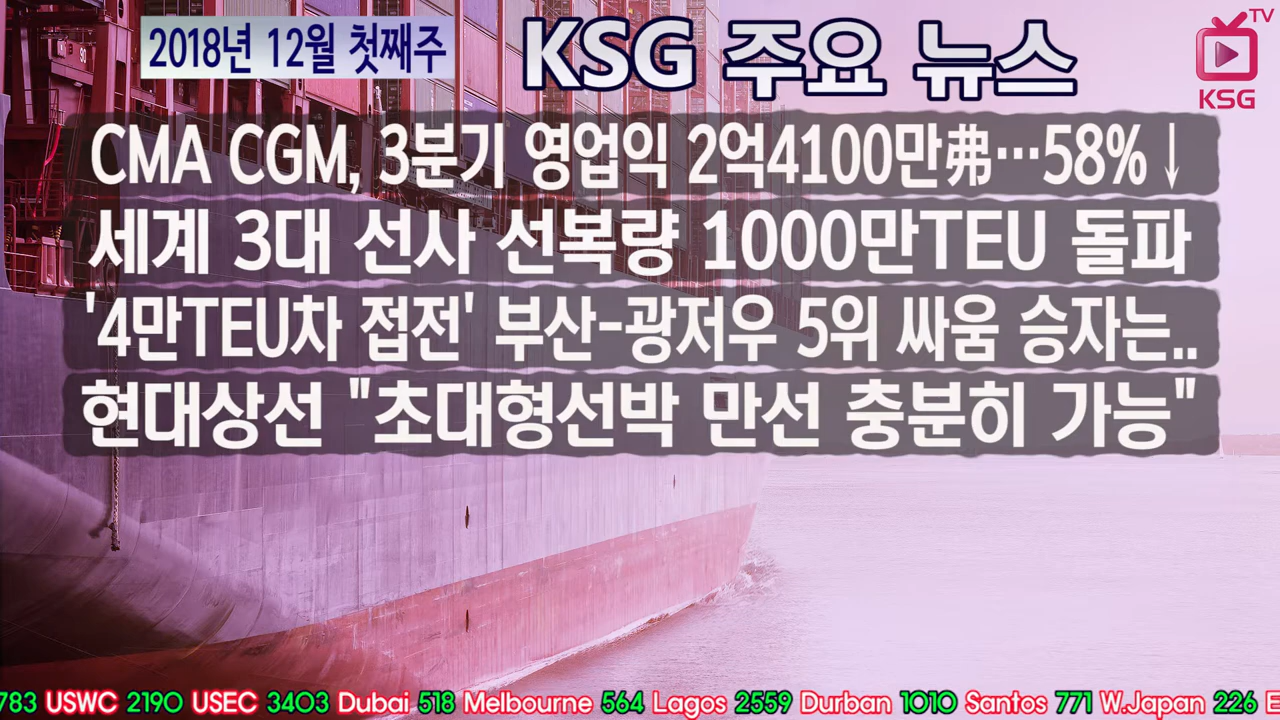 2018년 12월 첫째주
KSG 주요 뉴스
TV
KSG
CMA CGM, 3분기 영업익 2억4100만弗…58%↓
세계 3대 선사 선복량 1000만TEU 돌파
'4만TEU차 접전' 부산-광저우 5위 싸움 승자는..
현대상선 "초대형선박 만선 충분히 가능"
783 USWC 2190 USEC 3403 Dubai 518 Melbourne 564 Lagos 2559 Durban 1010 Santos 771 W.Japan 226 E